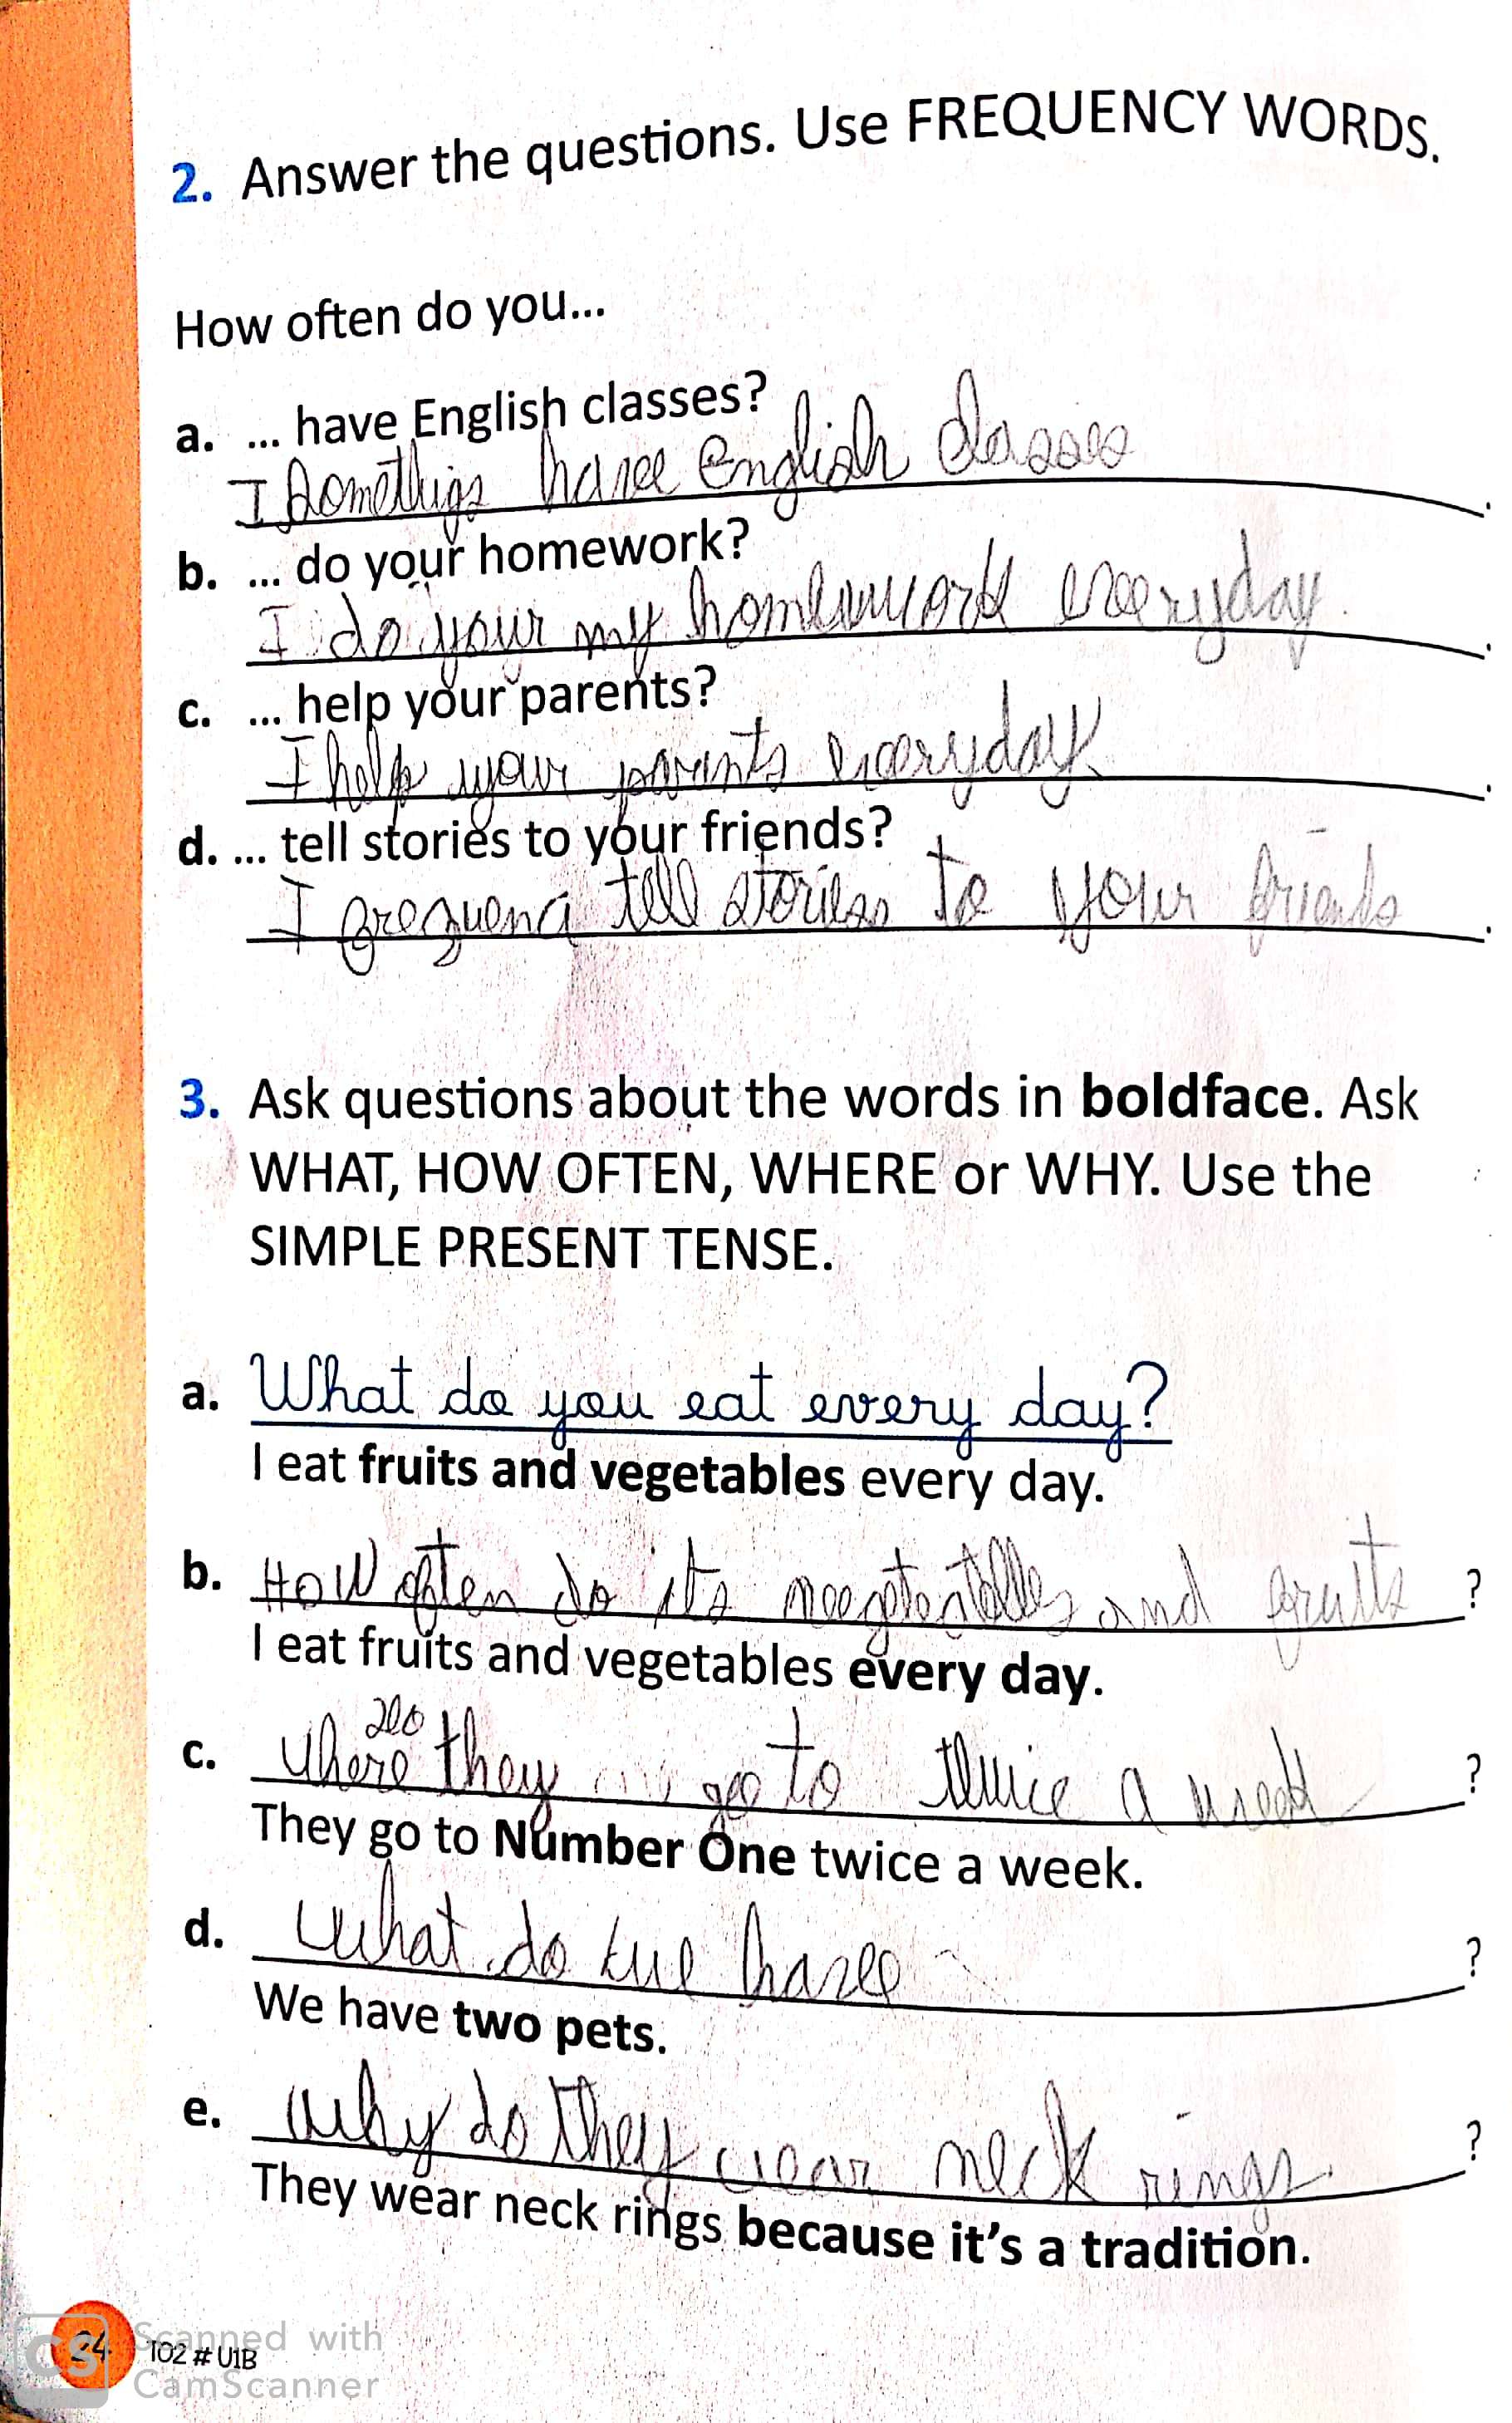 2. Answer the questions. Use FREQUENCY WORDS.
How often do you...
a. ... have English classes?
I somethigs have English classes .
b. ... do your homework?
I do your my homework everyday .
c. ... help your parents?
I help your parents everyday .
d. ... tell stories to your friends?
I frequenci tell stories to your friends .
3. Ask questions about the words in boldface. Ask
WHAT, HOW OFTEN, WHERE or WHY. Use the
SIMPLE PRESENT TENSE.
a. What do you eat every day?
I eat fruits and vegetables every day.
b. How often do its and fruits ?
I eat fruits and vegetables every day.
do
c. where they go to twice a week ?
They go to Number One twice a week.
d. what do we have ?
We have two pets.
e. why do they wear neck rings ?
They wear neck rings because it's a tradition.
24 T02 # U1B
CS Scanned with
CamScanner